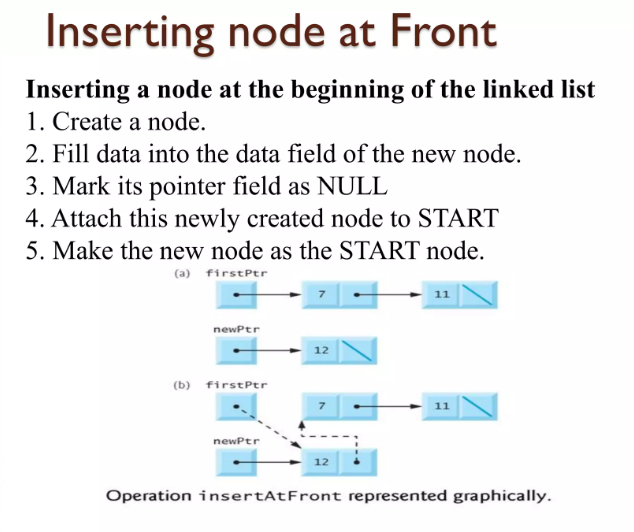 Inserting node at Front
Inserting a node at the beginning of the linked list
1. Create a node.
2. Fill data into the data field of the new node.
3. Mark its pointer field as NULL
4. Attach this newly created node to START
5. Make the new node as the START node.
(a) firstPtr
7 11
newPtr
12
(b) firstPtr
7 11
newPtr
12
Operation insertAtFront represented graphically.